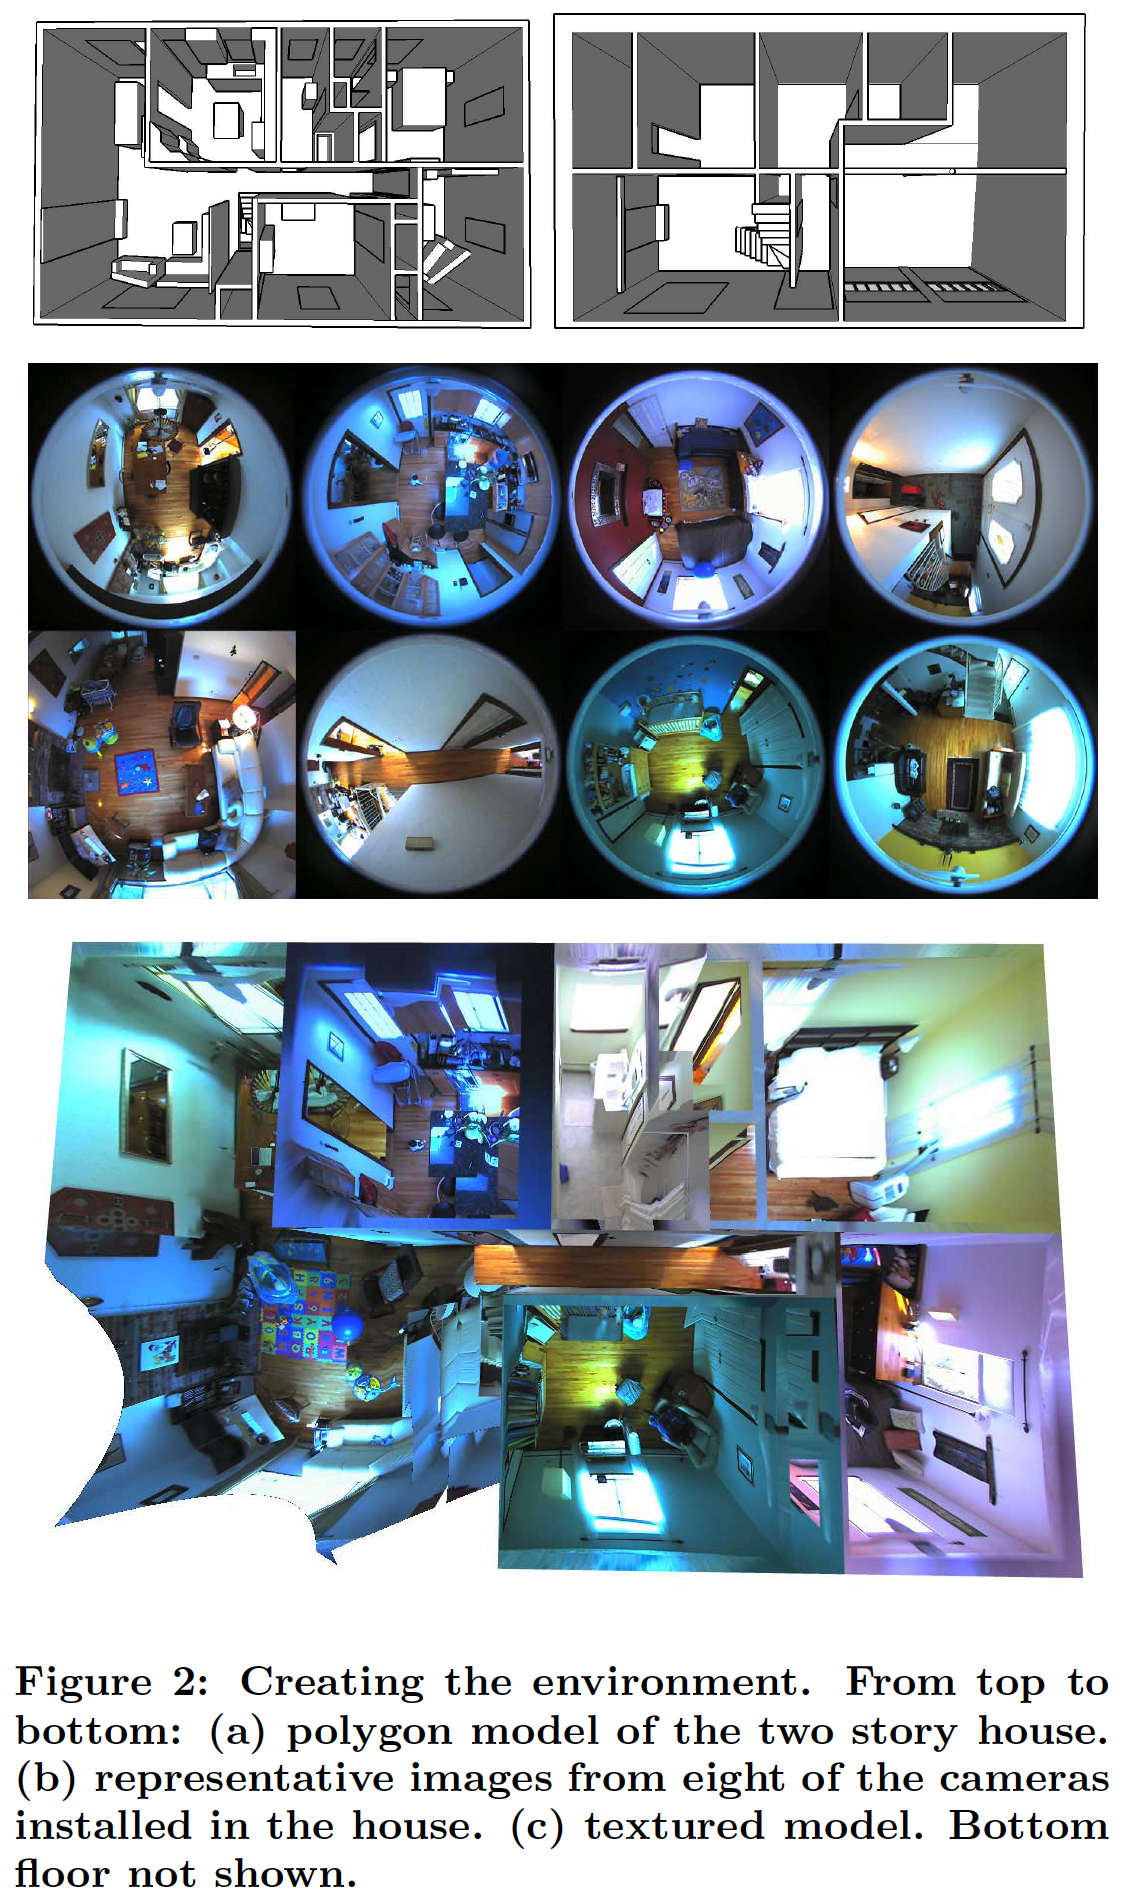 Figure 2: Creating the environment. From top to
bottom: (a) polygon model of the two story house.
(b) representative images from eight of the cameras
installed in the house. (c) textured model. Bottom
floor not shown.